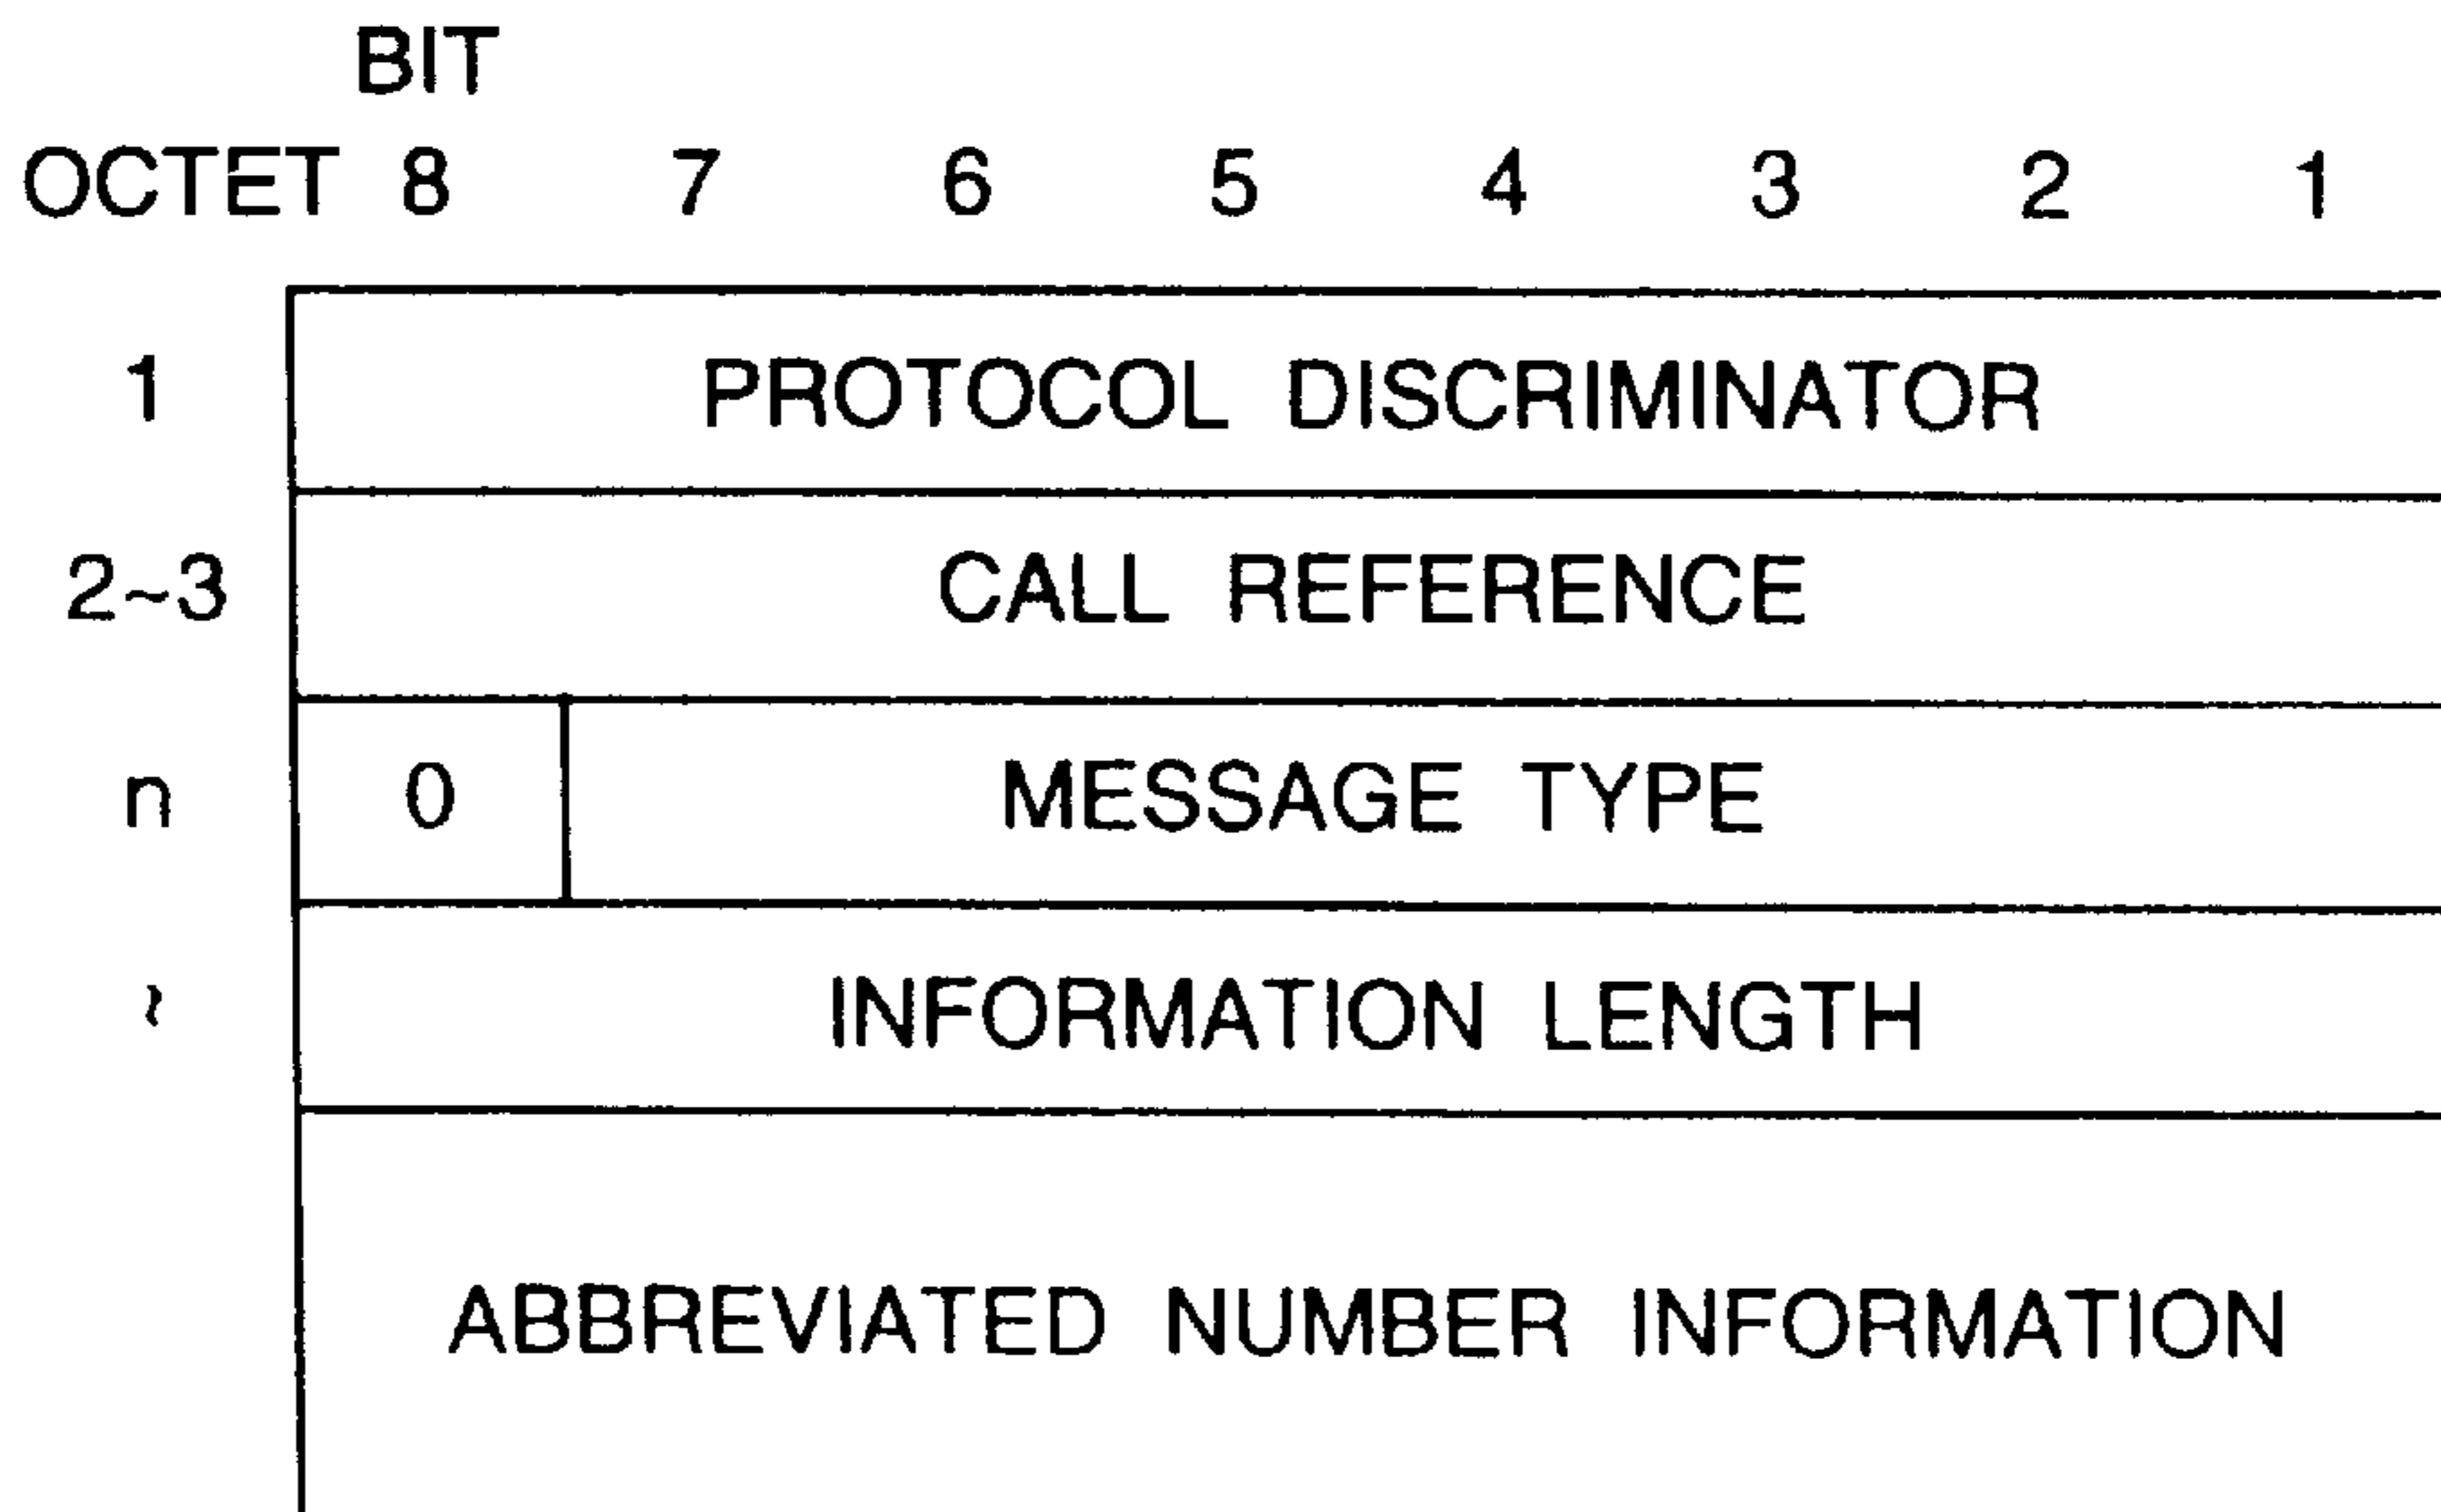 BIT
OCTET 8 7 6 5 4 3 2 1
1 PROTOCOL DISCRIMINATOR
2~3 CALL REFERENCE
n 0 MESSAGE TYPE
~ INFORMATION LENGTH
ABBREVIATED NUMBER INFORMATION